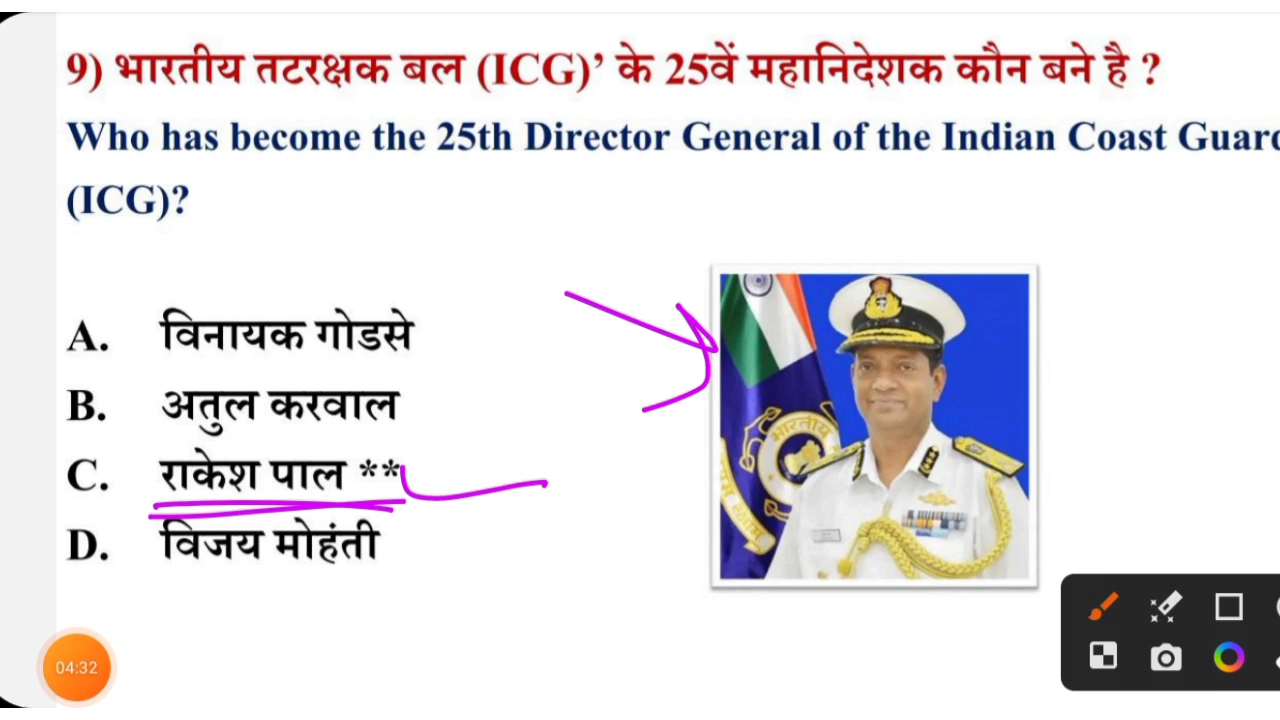 9) भारतीय तटरक्षक बल (ICG)’ के 25वें महानिदेशक कौन बने है ?
Who has become the 25th Director General of the Indian Coast Guard
(ICG)?
A. विनायक गोडसे
B. अतुल करवाल
C. राकेश पाल **
D. विजय मोहंती
भारतीय
04:32